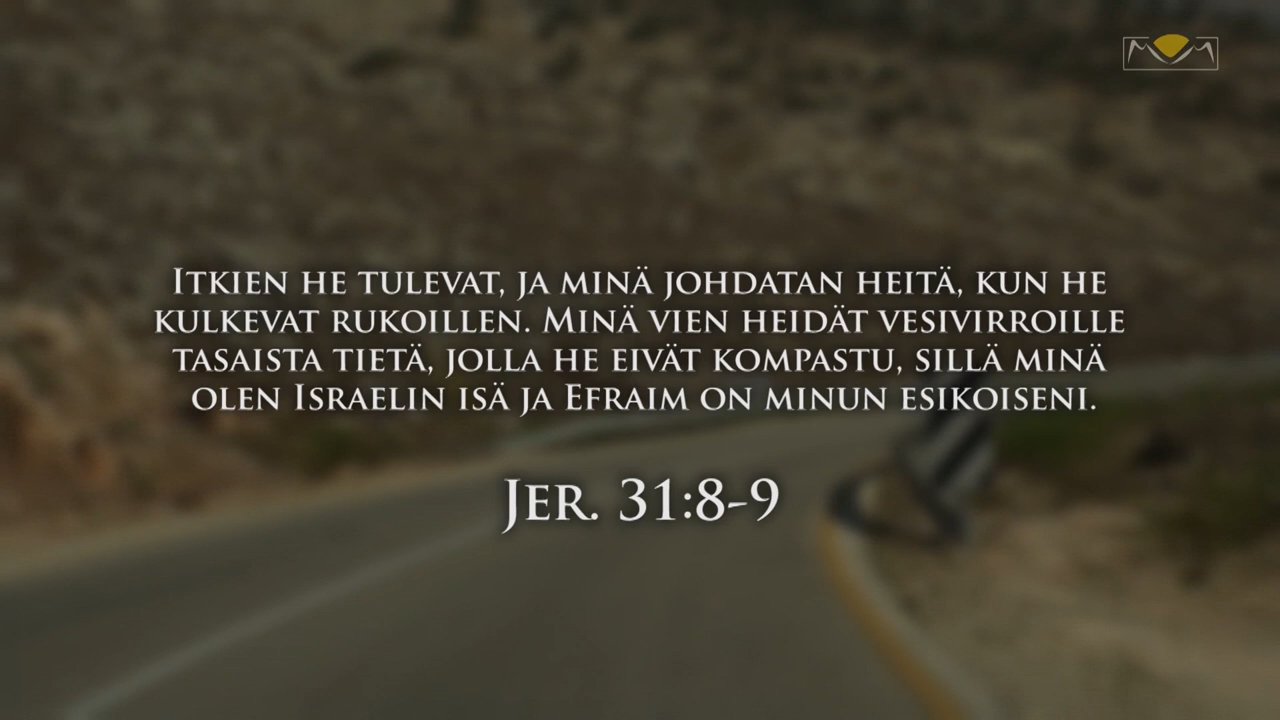 Itkien he tulevat, ja minä johdatan heitä, kun he
kulkevat rukoillen. Minä vien heidät vesivirroille
tasaista tietä, jolla he eivät kompastu, sillä minä
olen Israelin isä ja Efraim on minun esikoiseni.
Jer. 31:8-9